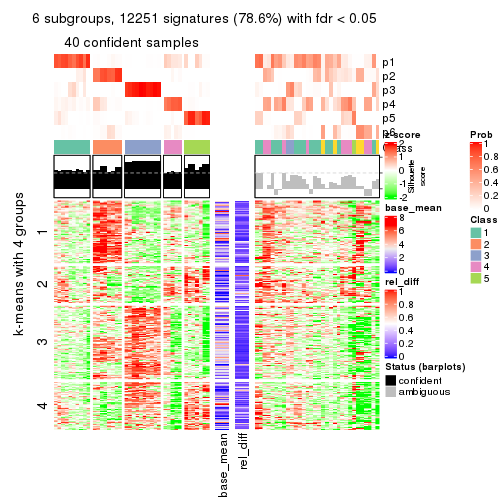 6 subgroups, 12251 signatures (78.6%) with fdr < 0.05
40 confident samples
p1
p2
p3
p4
p5
p6
Class
z-score
2
1
0
-1
-2
Silhouette
score
Prob
1
0.8
0.6
0.4
0.2
0
base_mean
8
6
4
2
0
Class
1
2
3
4
5
rel_diff
1
0.8
0.6
0.4
0.2
0
Status (barplots)
confident
ambiguous
k-means with 4 groups
1
2
3
4
base_mean
rel_diff